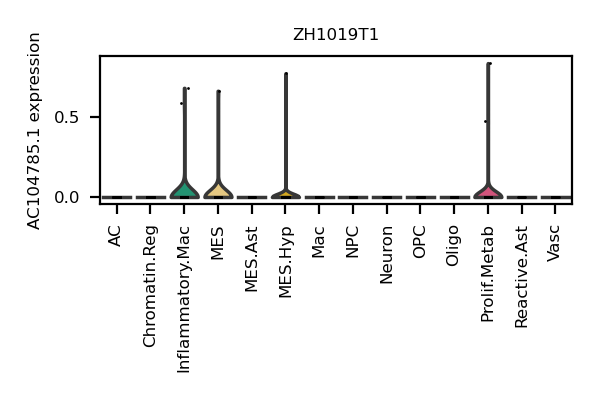 ZH1019T1
AC104785.1 expression
0.5
0.0
AC
Chromatin.Reg
Inflammatory.Mac
MES
MES.Ast
MES.Hyp
Mac
NPC
Neuron
OPC
Oligo
Prolif.Metab
Reactive.Ast
Vasc